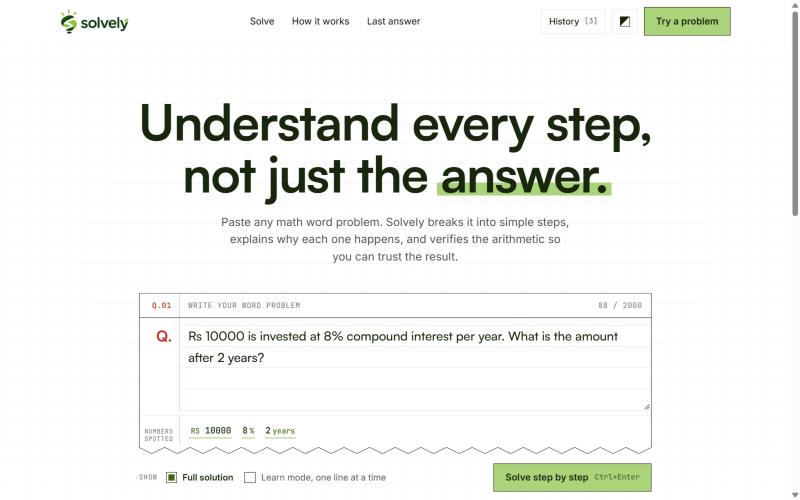 solvely
Solve How it works Last answer
History [3]
Try a problem
Understand every step,
not just the answer.
Paste any math word problem. Solvely breaks it into simple steps,
explains why each one happens, and verifies the arithmetic so
you can trust the result.
Q.01 WRITE YOUR WORD PROBLEM 88 / 2000
Q. Rs 10000 is invested at 8% compound interest per year. What is the amount
after 2 years?
NUMBERS
SPOTTED
RS 10000 8% 2 years
SHOW Full solution Learn mode, one line at a time
Solve step by step Ctrl+Enter